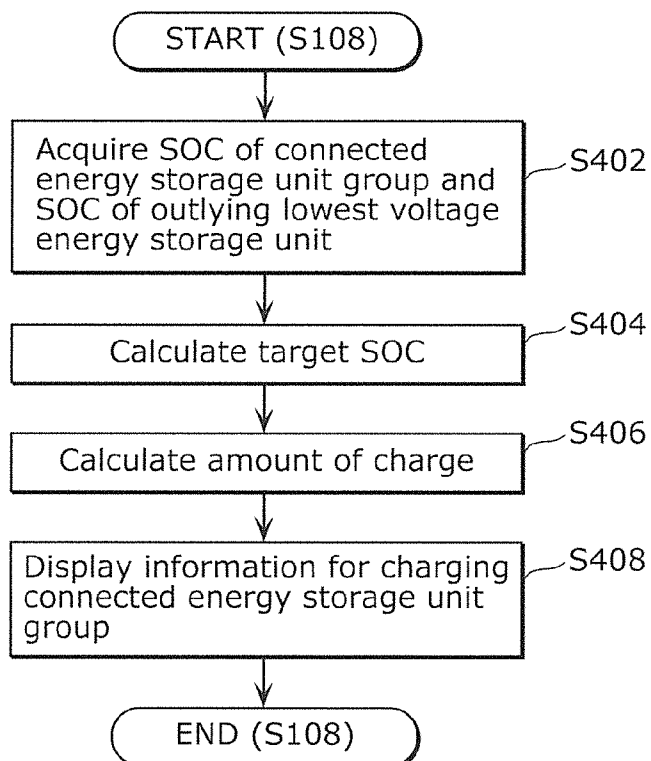 START (S108)
Acquire SOC of connected
energy storage unit group and
SOC of outlying lowest voltage
energy storage unit
S402
Calculate target SOC
S404
Calculate amount of charge
S406
Display information for charging
connected energy storage unit
group
S408
END (S108)